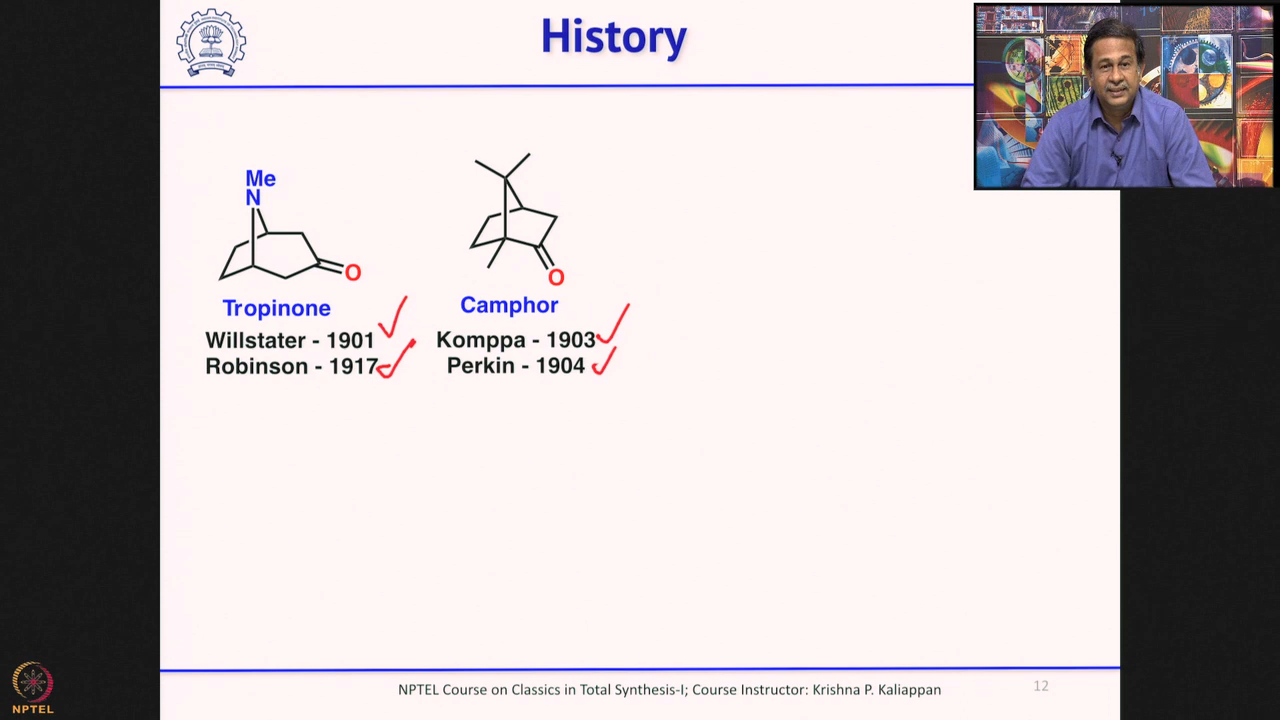 History
Me
N
O
O
Tropinone
Camphor
Willstater - 1901
Robinson - 1917
Komppa - 1903
Perkin - 1904
NPTEL
NPTEL Course on Classics in Total Synthesis-I; Course Instructor: Krishna P. Kaliappan
12